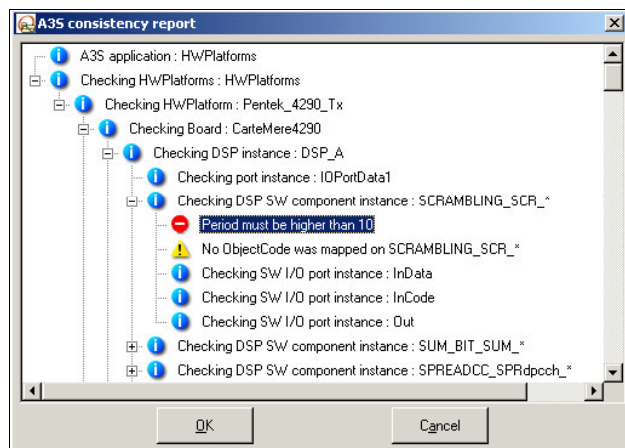 A3S consistency report
A3S application : HWPlatforms
Checking HWPlatforms : HWPlatforms
Checking HWPlatform : Pentek_4290_Tx
Checking Board : CarteMere4290
Checking DSP instance : DSP_A
Checking port instance : IOPortData1
Checking DSP SW component instance : SCRAMBLING_SCR_*
Period must be higher than 10
No ObjectCode was mapped on SCRAMBLING_SCR_*
Checking SW I/O port instance : InData
Checking SW I/O port instance : InCode
Checking SW I/O port instance : Out
Checking DSP SW component instance : SUM_BIT_SUM_*
Checking DSP SW component instance : SPREADCC_SPRdpcch_*
OK
Cancel